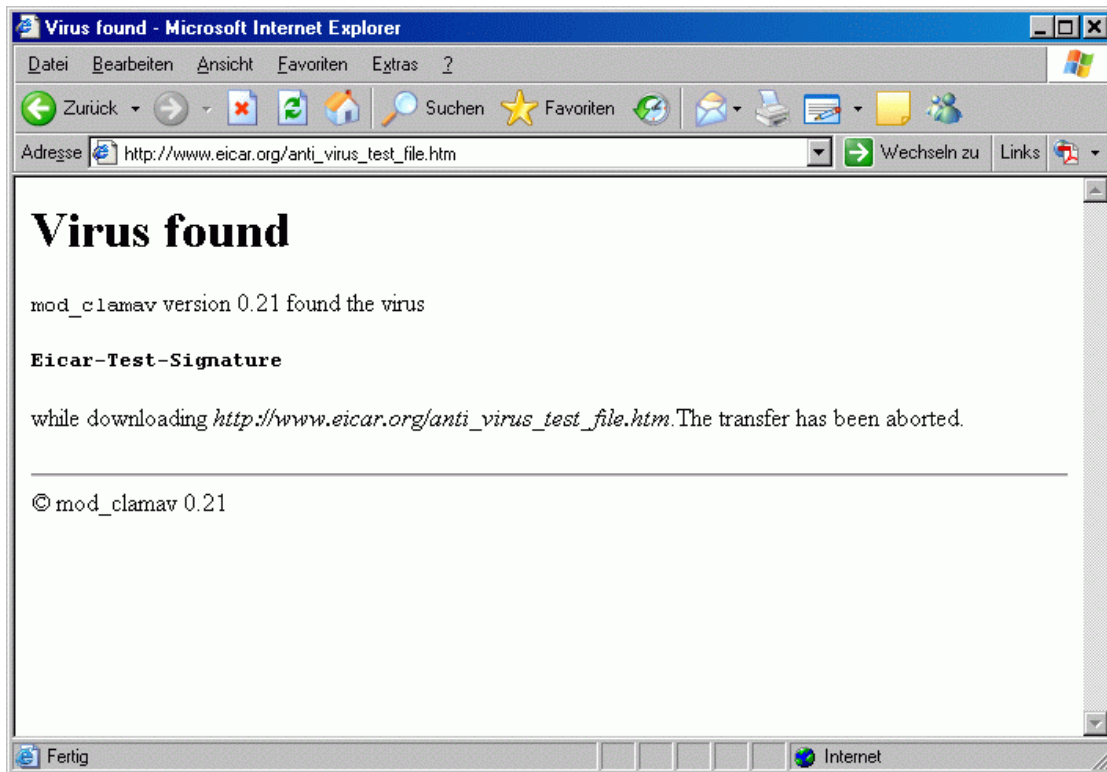 Virus found - Microsoft Internet Explorer
Datei Bearbeiten Ansicht Favoriten Extras ?
Zurück Suchen Favoriten
Adresse http://www.eicar.org/anti_virus_test_file.htm Wechseln zu Links
Virus found
mod_clamav version 0.21 found the virus
Eicar-Test-Signature
while downloading http://www.eicar.org/anti_virus_test_file.htm.The transfer has been aborted.
© mod_clamav 0.21
Fertig Internet